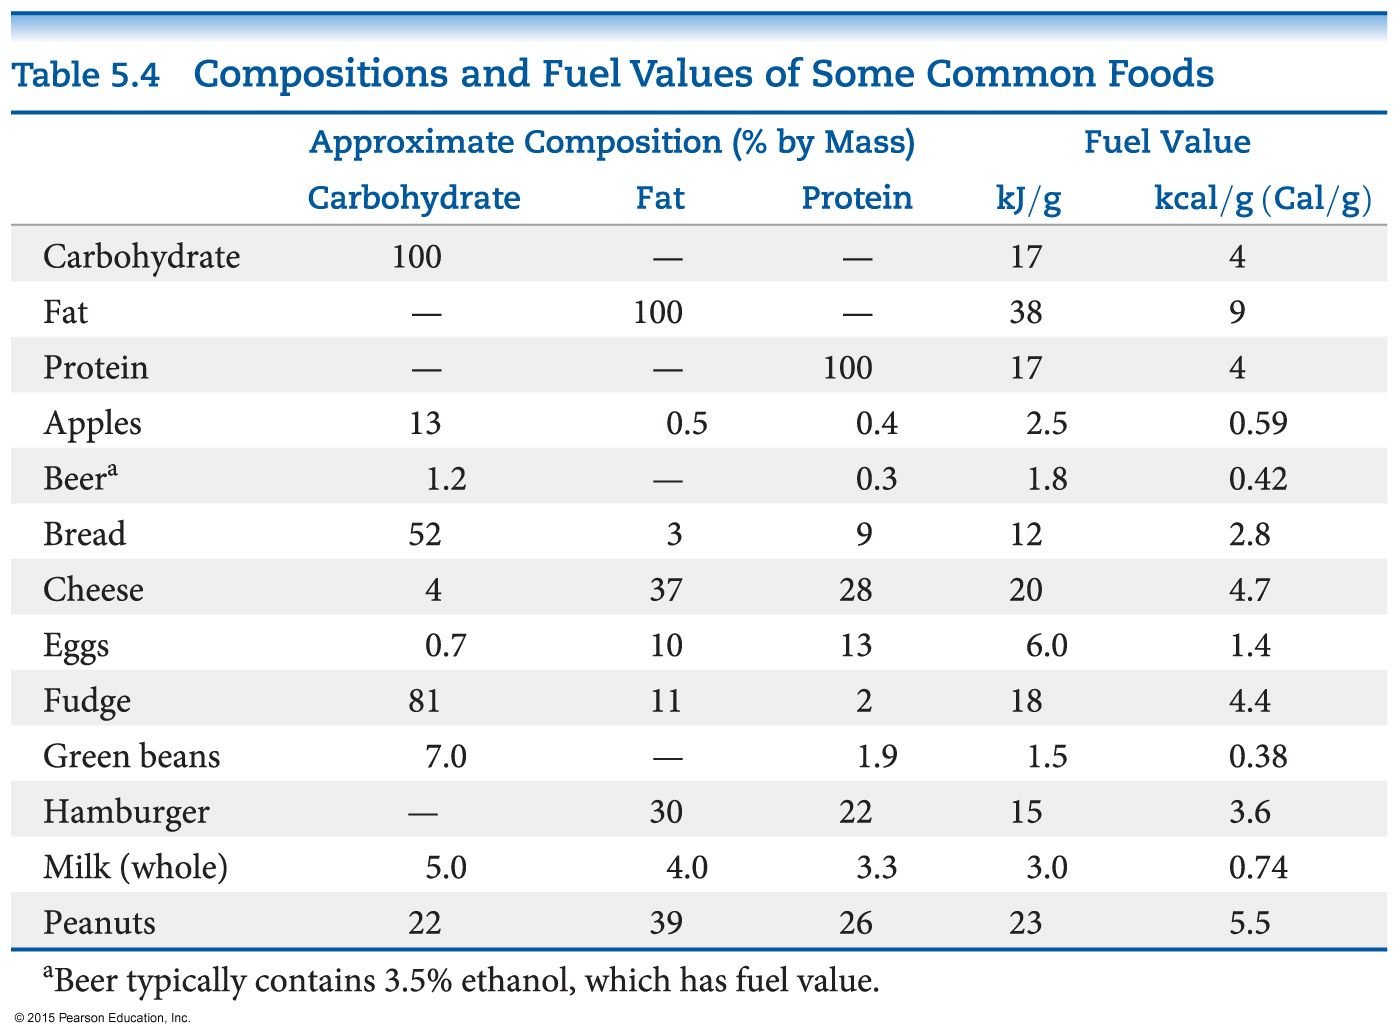 Table 5.4 Compositions and Fuel Values of Some Common Foods
Approximate Composition (% by Mass) Fuel Value
Carbohydrate Fat Protein kJ/g kcal/g (Cal/g)
Carbohydrate 100 — — 17 4
Fat — 100 — 38 9
Protein — — 100 17 4
Apples 13 0.5 0.4 2.5 0.59
Beerᵃ 1.2 — 0.3 1.8 0.42
Bread 52 3 9 12 2.8
Cheese 4 37 28 20 4.7
Eggs 0.7 10 13 6.0 1.4
Fudge 81 11 2 18 4.4
Green beans 7.0 — 1.9 1.5 0.38
Hamburger — 30 22 15 3.6
Milk (whole) 5.0 4.0 3.3 3.0 0.74
Peanuts 22 39 26 23 5.5
ᵃBeer typically contains 3.5% ethanol, which has fuel value.
© 2015 Pearson Education, Inc.